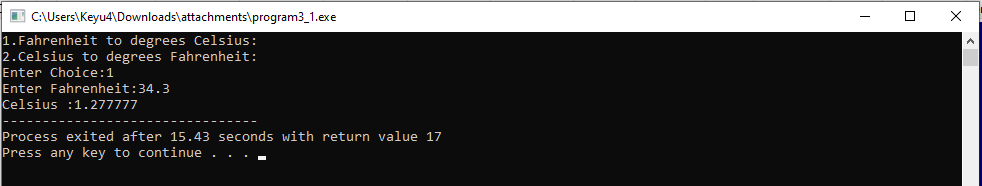 C:\Users\Keyu4\Downloads\attachments\program3_1.exe
1.Fahrenheit to degrees Celsius:
2.Celsius to degrees Fahrenheit:
Enter Choice:1
Enter Fahrenheit:34.3
Celsius :1.277777
--------------------------------
Process exited after 15.43 seconds with return value 17
Press any key to continue . . .